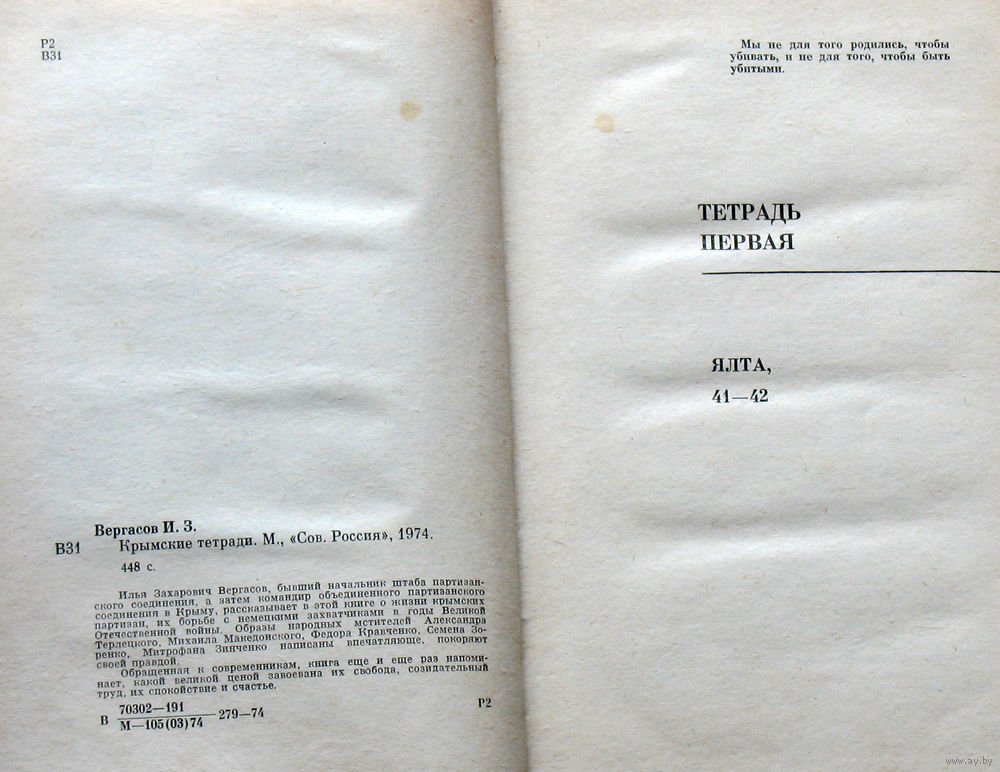 Р2
В31
Вергасов И. З.
В31 Крымские тетради. М., «Сов. Россия», 1974.
448 с.
Илья Захарович Вергасов, бывший начальник штаба партизан-
ского соединения, а затем командир объединенного партизанского
соединения в Крыму, рассказывает в этой книге о жизни крымских
партизан, их борьбе с немецкими захватчиками в годы Великой
Отечественной войны. Образы народных мстителей Александра
Терлецкого, Михаила Македонского, Федора Кравченко, Семена Зо-
ренко, Митрофана Зинченко написаны впечатляюще, покоряют
своей правдой.
Обращенная к современникам, книга еще и еще раз напоми-
нает, какой великой ценой завоевана их свобода, созидательный
труд, их спокойствие и счастье.
В 70302—191
М—105(03)74 279—74
Р2
Мы не для того родились, чтобы
убивать, и не для того, чтобы быть
убитыми.
ТЕТРАДЬ
ПЕРВАЯ
ЯЛТА,
41—42
www.ay.by